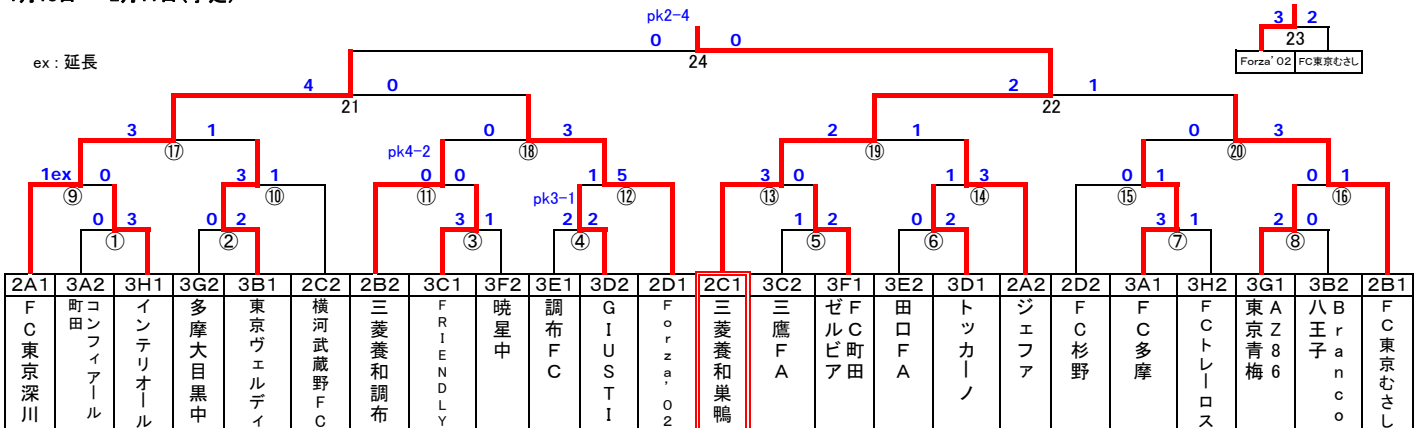 pk2-4
3 2
23
Forza'02 FC東京むさし
ex：延長
0 0
24
4 0
21
2 1
22
3 1
⑰
0 3
⑱
2 1
⑲
0 3
⑳
pk4-2
1ex 0
⑨
3 1
⑩
0 0
⑪
1 5
⑫
3 0
⑬
1 3
⑭
0 1
⑮
0 1
⑯
pk3-1
0 3
①
0 2
②
3 1
③
2 2
④
1 2
⑤
0 2
⑥
3 1
⑦
2 0
⑧
2A1 3A2 3H1 3G2 3B1 2C2 2B2 3C1 3F2 3E1 3D2 2D1 2C1 3C2 3F1 3E2 3D1 2A2 2D2 3A1 3H2 3G1 3B2 2B1
FC東京深川
コンフィアール町田
インテリオール
多摩大目黒中
東京ヴェルディ
横河武蔵野FC
三菱養和調布
FRIENDLY
暁星中
調布FC
GIUSTI
Forza'02
三菱養和巣鴨
三鷹FA
FC町田ゼルビア
田口FA
トッカーノ
ジェファ
FC杉野
FC多摩
FCトレーロス
AZ86東京青梅
Branco八王子
FC東京むさし